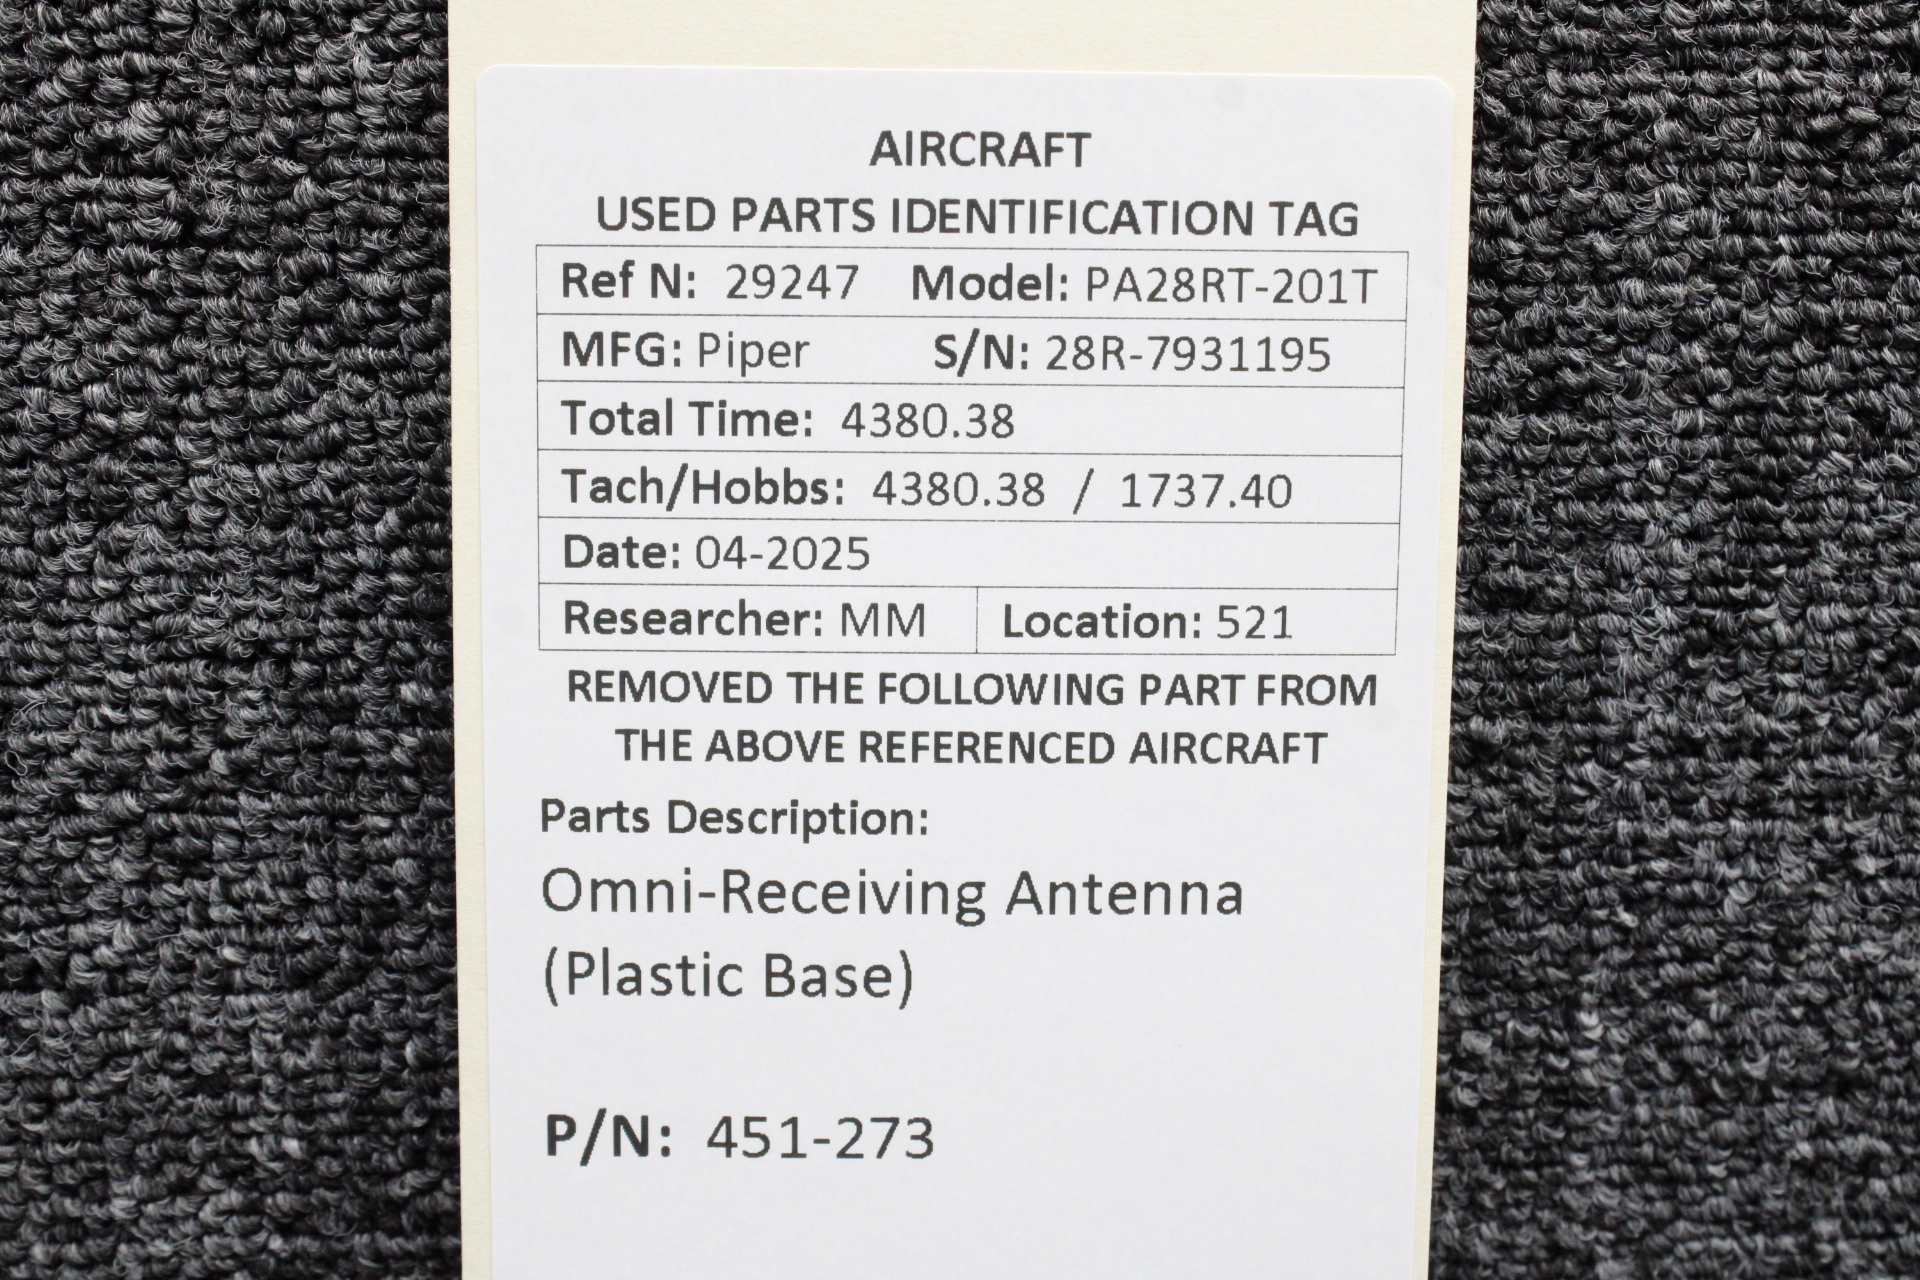 AIRCRAFT
USED PARTS IDENTIFICATION TAG
Ref N: 29247 Model: PA28RT-201T
MFG: Piper S/N: 28R-7931195
Total Time: 4380.38
Tach/Hobbs: 4380.38 / 1737.40
Date: 04-2025
Researcher: MM Location: 521
REMOVED THE FOLLOWING PART FROM
THE ABOVE REFERENCED AIRCRAFT
Parts Description:
Omni-Receiving Antenna
(Plastic Base)
P/N: 451-273